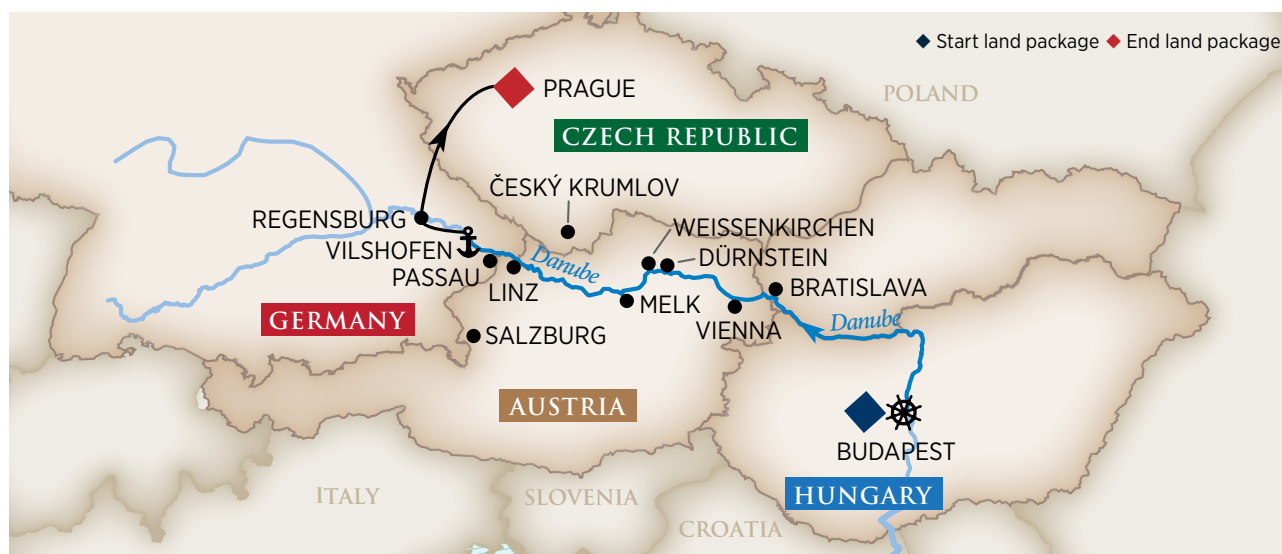 Start land package
End land package
POLAND
PRAGUE
CZECH REPUBLIC
ČESKÝ KRUMLOV
REGENSBURG
WEISSENKIRCHEN
VILSHOFEN
DÜRNSTEIN
PASSAU
Danube
LINZ
BRATISLAVA
MELK
GERMANY
Danube
VIENNA
SALZBURG
AUSTRIA
BUDAPEST
ITALY
SLOVENIA
HUNGARY
CROATIA